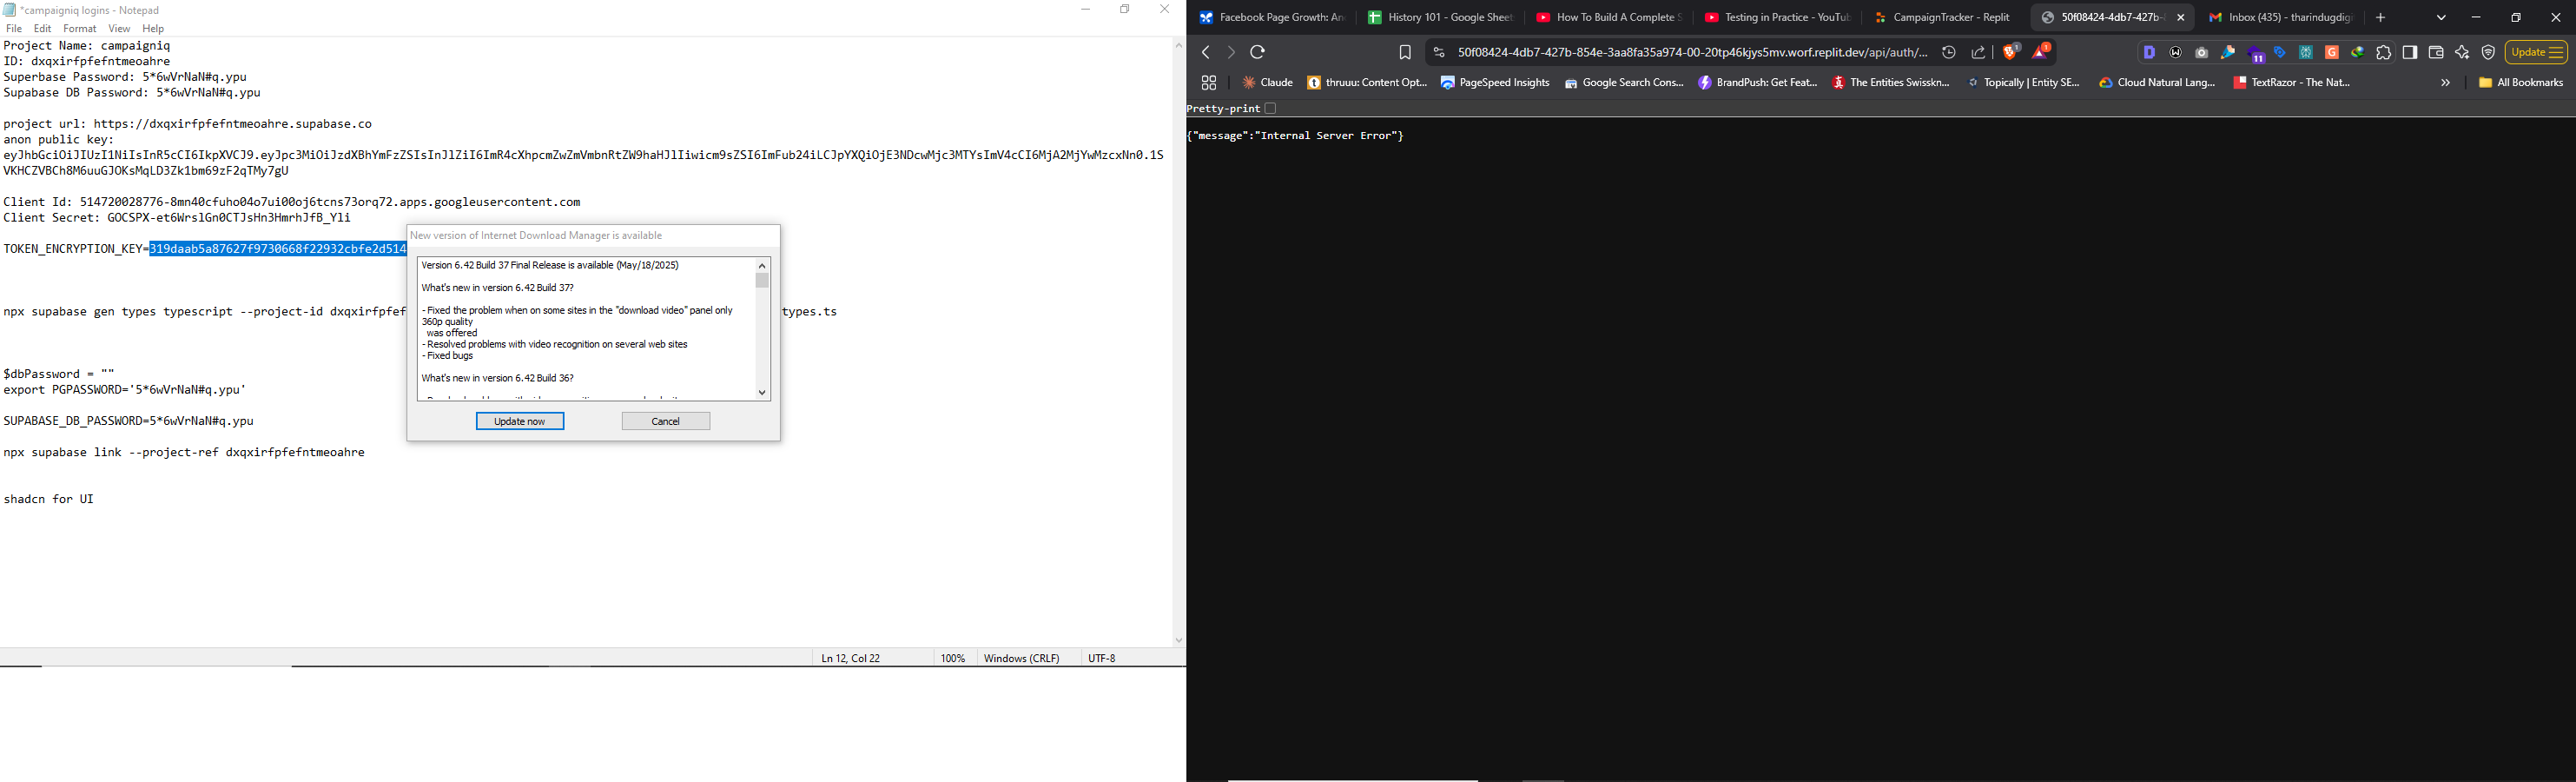 *campaigniq logins - Notepad
File Edit Format View Help
Project Name: campaigniq
ID: dxqxirfpfefntmeoahre
Superbase Password: 5*6wVrNaN#q.ypu
Supabase DB Password: 5*6wVrNaN#q.ypu
project url: https://dxqxirfpfefntmeoahre.supabase.co
anon public key:
eyJhbGciOiJIUzI1NiIsInR5cCI6IkpXVCJ9.eyJpc3MiOiJzdXBhYmFzZSIsInJlZiI6ImR4cXhpcmZwZmVmbnRtZW9haHJlIiwicm9sZSI6ImFub24iLCJpYXQiOjE3NDcwMjc3MTYsImV4cCI6MjA2MjYwMzcxNn0.1S
VKHCZVBCh8M6uuGJOKsMqLD3Zk1bm69zF2qTMy7gU
Client Id: 514720028776-8mn40cfuho04o7ui00oj6tcns73orq72.apps.googleusercontent.com
Client Secret: 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
TOKEN_ENCRYPTION_KEY=319daab5a87627f9730668f22932cbfe2d514
npx supabase gen types typescript --project-id dxqxirfpfef
types.ts
$dbPassword = ""
export PGPASSWORD='5*6wVrNaN#q.ypu'
SUPABASE_DB_PASSWORD=5*6wVrNaN#q.ypu
npx supabase link --project-ref dxqxirfpfefntmeoahre
shadcn for UI
Ln 12, Col 22 100% Windows (CRLF) UTF-8
New version of Internet Download Manager is available
Version 6.42 Build 37 Final Release is available (May/18/2025)
What's new in version 6.42 Build 37?
- Fixed the problem when on some sites in the "download video" panel only
360p quality
was offered
- Resolved problems with video recognition on several web sites
- Fixed bugs
What's new in version 6.42 Build 36?
Update now Cancel
Facebook Page Growth: An
History 101 - Google Sheet
How To Build A Complete S
Testing in Practice - YouTub
CampaignTracker - Replit
50f08424-4db7-427b-
Inbox (435) - tharindugdig
50f08424-4db7-427b-854e-3aa8fa35a974-00-20tp46kjys5mv.worf.replit.dev/api/auth/...
1
1
11
Update
Claude
thruuu: Content Opt...
PageSpeed Insights
Google Search Cons...
BrandPush: Get Feat...
The Entities Swisskn...
Topically | Entity SE...
Cloud Natural Lang...
TextRazor - The Nat...
All Bookmarks
Pretty-print
{"message":"Internal Server Error"}